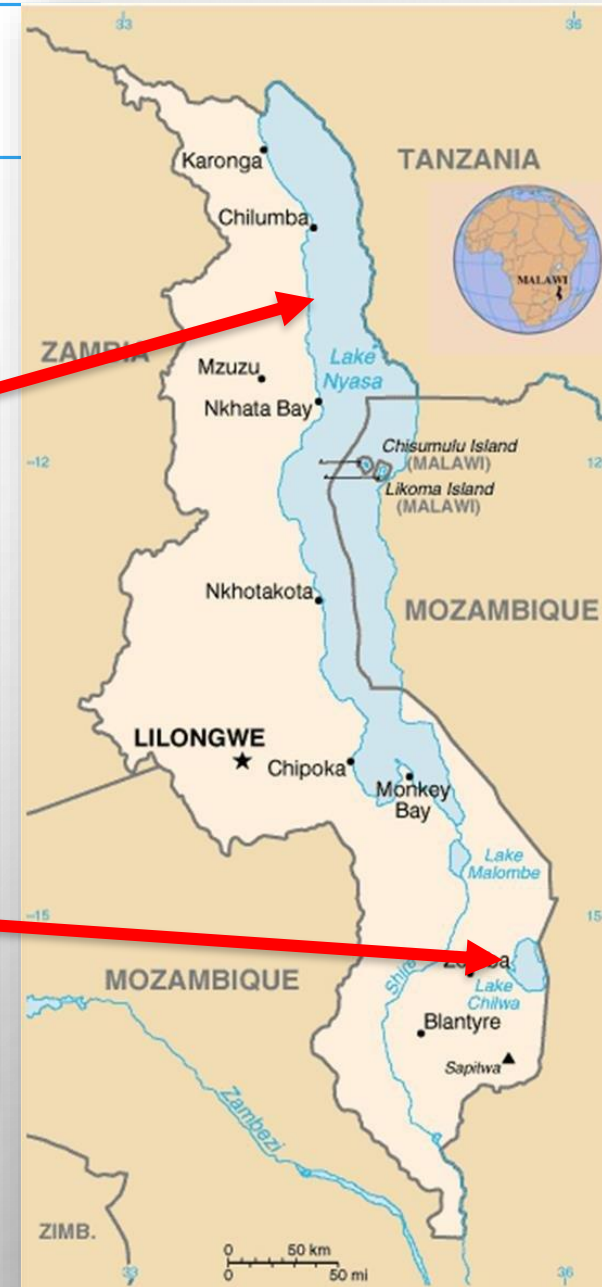 33 36
Karonga
TANZANIA
Chilumba
MALAWI
ZAMBIA
Mzuzu
Lake
Nyasa
Nkhata Bay
12
Chisumulu Island
(MALAWI)
12
Likoma Island
(MALAWI)
Nkhotakota
MOZAMBIQUE
LILONGWE
Chipoka
Monkey
Bay
Lake
Malombe
15
15
Zomba
MOZAMBIQUE
Shire
Lake
Chilwa
Blantyre
Sapitwa
Zambezi
ZIMB.
0 50 km
0 50 mi
33 36